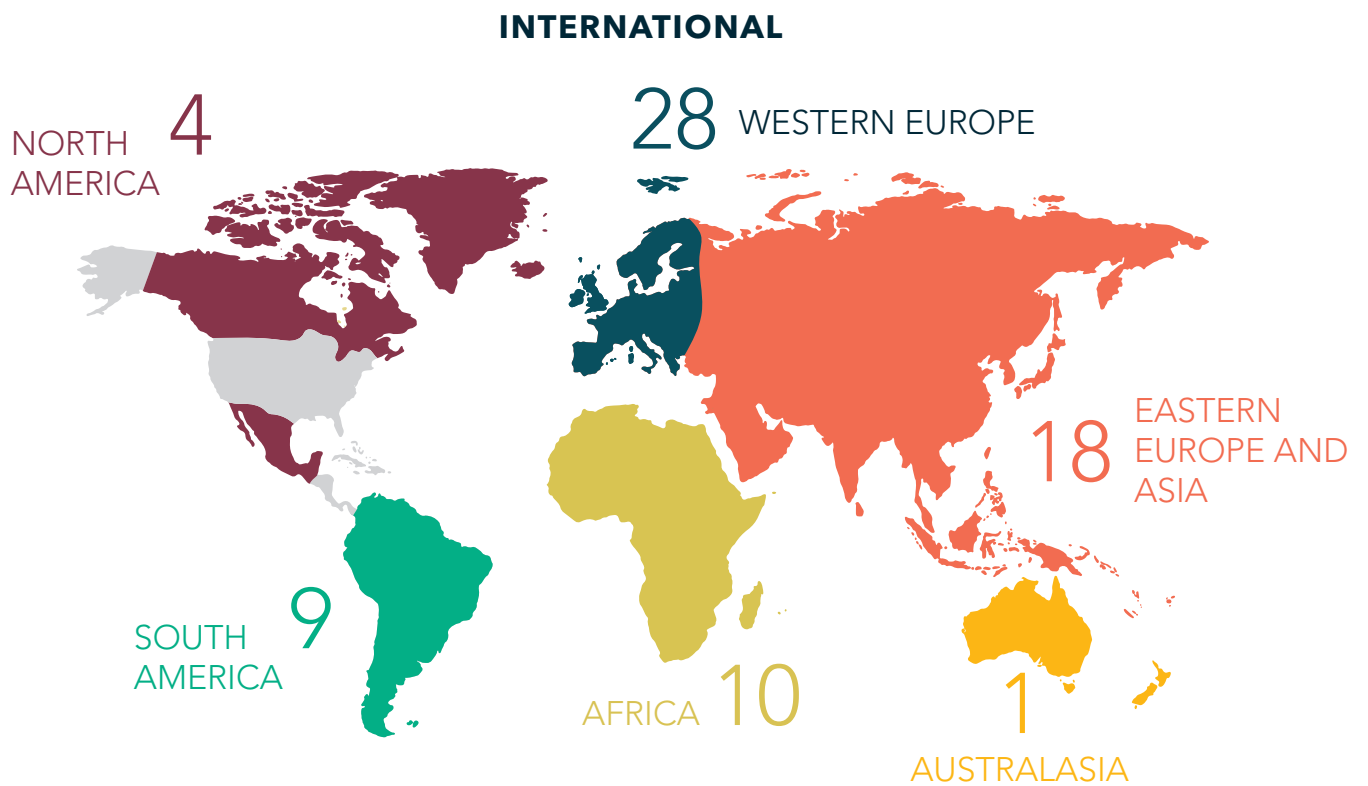 INTERNATIONAL
4
NORTH
AMERICA
28
WESTERN EUROPE
18
EASTERN
EUROPE AND
ASIA
9
SOUTH
AMERICA
AFRICA
10
1
AUSTRALASIA